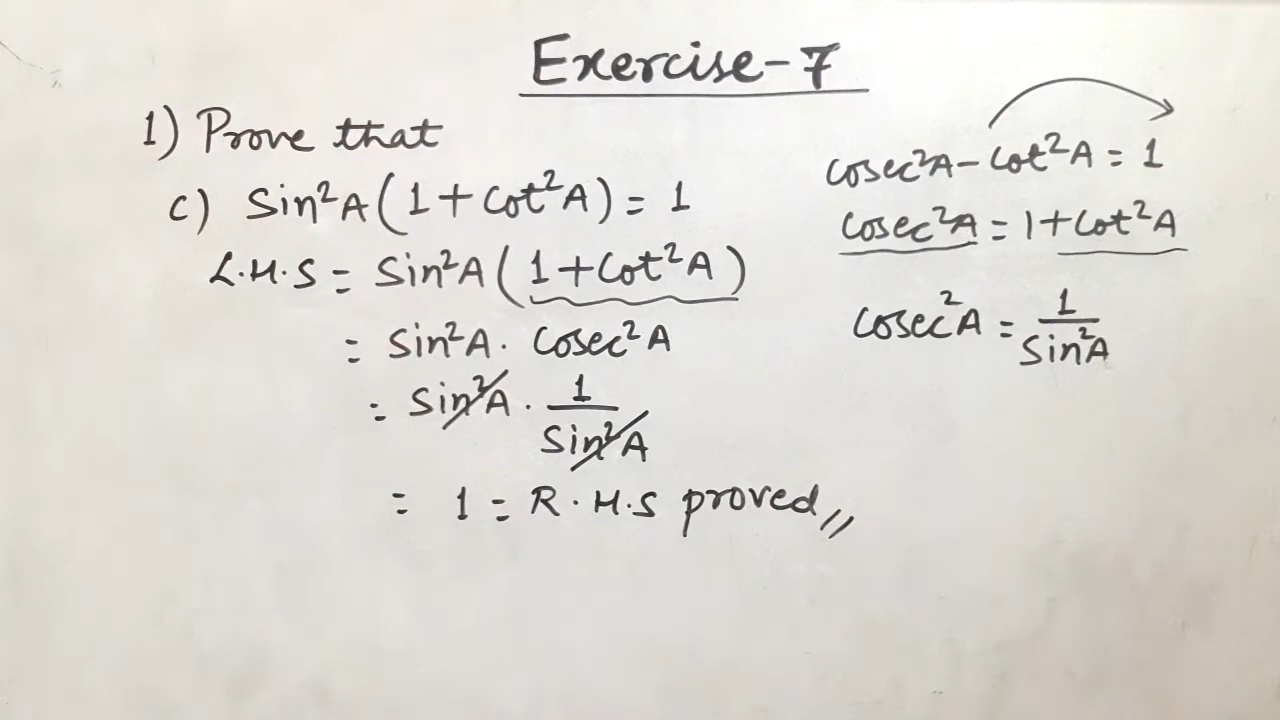 Exercise-7
1) Prove that
c) Sin²A(1+Cot²A) = 1
L.H.S = Sin²A(1+Cot²A)
= Sin²A. Cosec²A
= Sin²A . 1/Sin²A
= 1 = R.H.S proved,,
Cosec²A - Cot²A = 1
Cosec²A = 1+Cot²A
Cosec²A = 1/Sin²A